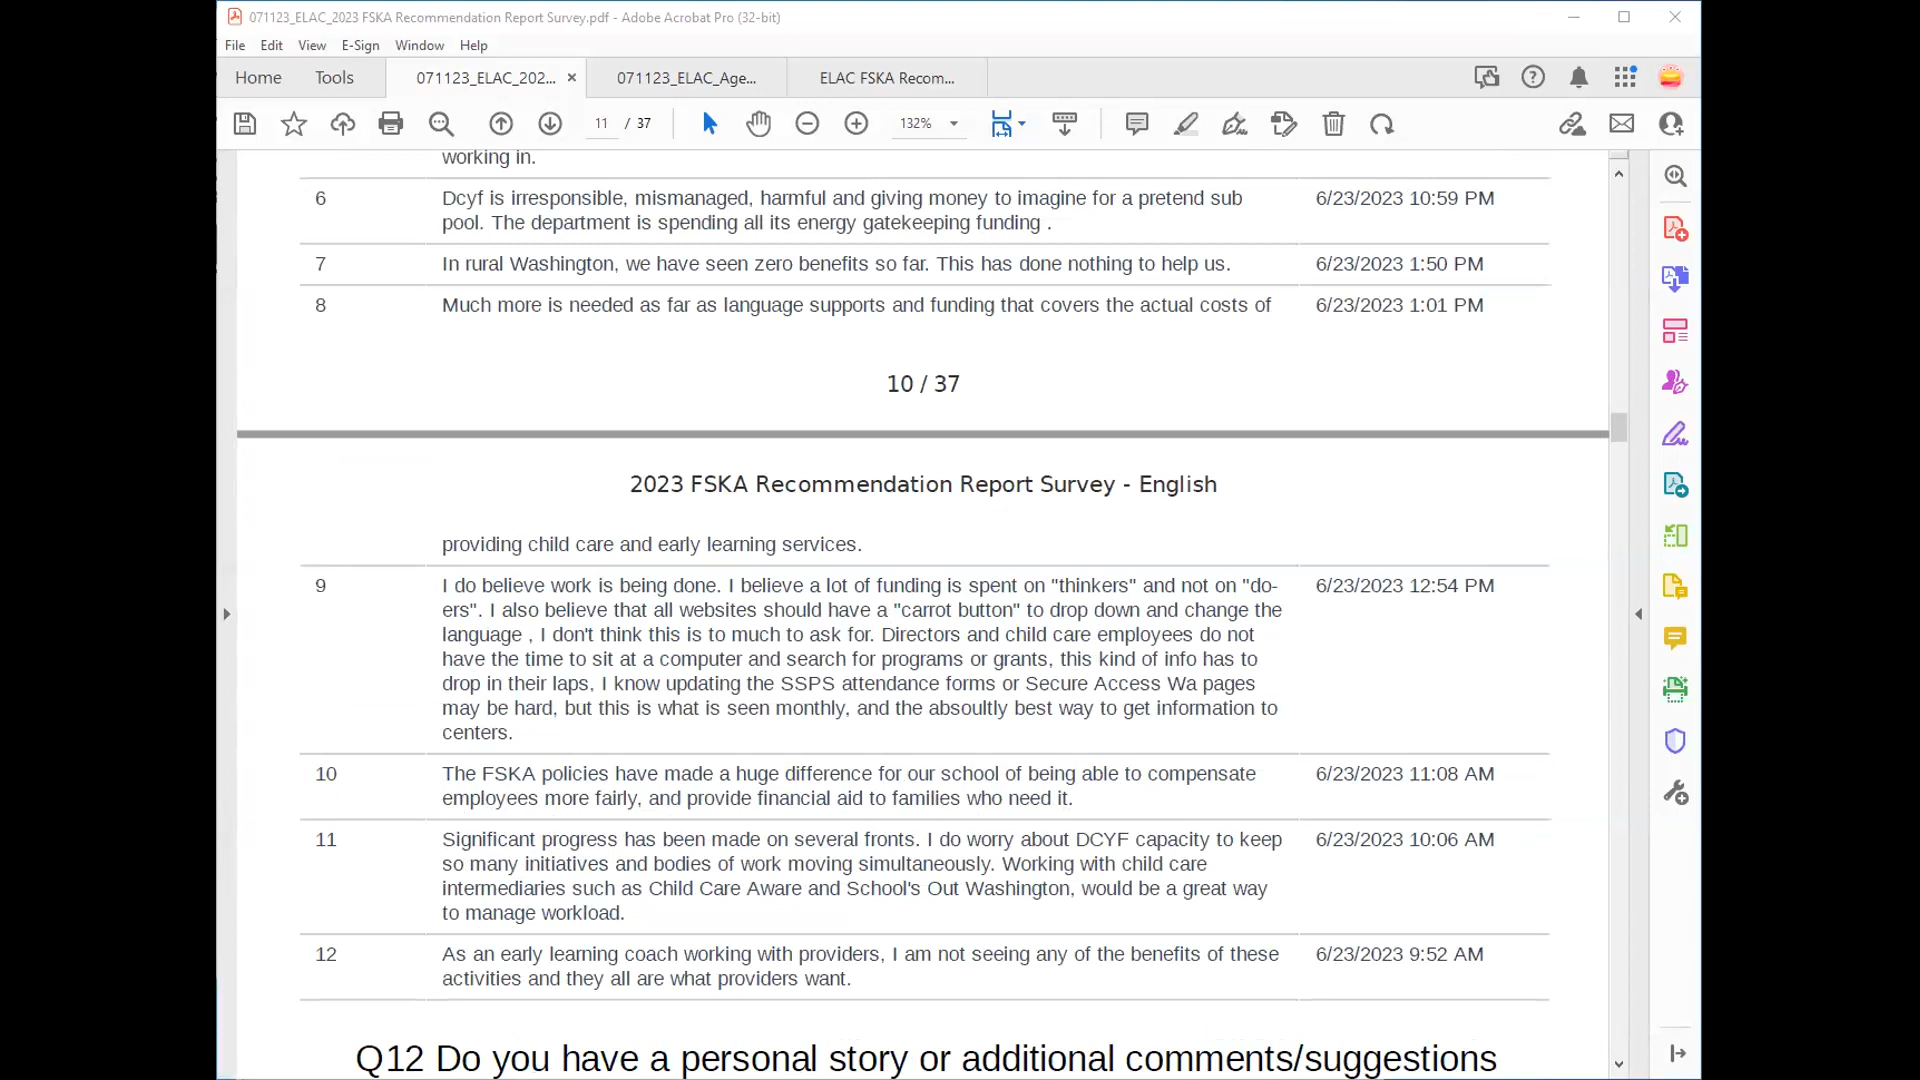 071123_ELAC_2023 FSKA Recommendation Report Survey.pdf - Adobe Acrobat Pro (32-bit)
File Edit View E-Sign Window Help
Home Tools 071123_ELAC_202... × 071123_ELAC_Age... ELAC FSKA Recom...
11 / 37 132%
working in.
6 Dcyf is irresponsible, mismanaged, harmful and giving money to imagine for a pretend sub 6/23/2023 10:59 PM
pool. The department is spending all its energy gatekeeping funding .
7 In rural Washington, we have seen zero benefits so far. This has done nothing to help us. 6/23/2023 1:50 PM
8 Much more is needed as far as language supports and funding that covers the actual costs of 6/23/2023 1:01 PM
10 / 37
2023 FSKA Recommendation Report Survey - English
providing child care and early learning services.
9 I do believe work is being done. I believe a lot of funding is spent on "thinkers" and not on "do- 6/23/2023 12:54 PM
ers". I also believe that all websites should have a "carrot button" to drop down and change the
language , I don't think this is to much to ask for. Directors and child care employees do not
have the time to sit at a computer and search for programs or grants, this kind of info has to
drop in their laps, I know updating the SSPS attendance forms or Secure Access Wa pages
may be hard, but this is what is seen monthly, and the absoultly best way to get information to
centers.
10 The FSKA policies have made a huge difference for our school of being able to compensate 6/23/2023 11:08 AM
employees more fairly, and provide financial aid to families who need it.
11 Significant progress has been made on several fronts. I do worry about DCYF capacity to keep 6/23/2023 10:06 AM
so many initiatives and bodies of work moving simultaneously. Working with child care
intermediaries such as Child Care Aware and School's Out Washington, would be a great way
to manage workload.
12 As an early learning coach working with providers, I am not seeing any of the benefits of these 6/23/2023 9:52 AM
activities and they all are what providers want.
Q12 Do you have a personal story or additional comments/suggestions